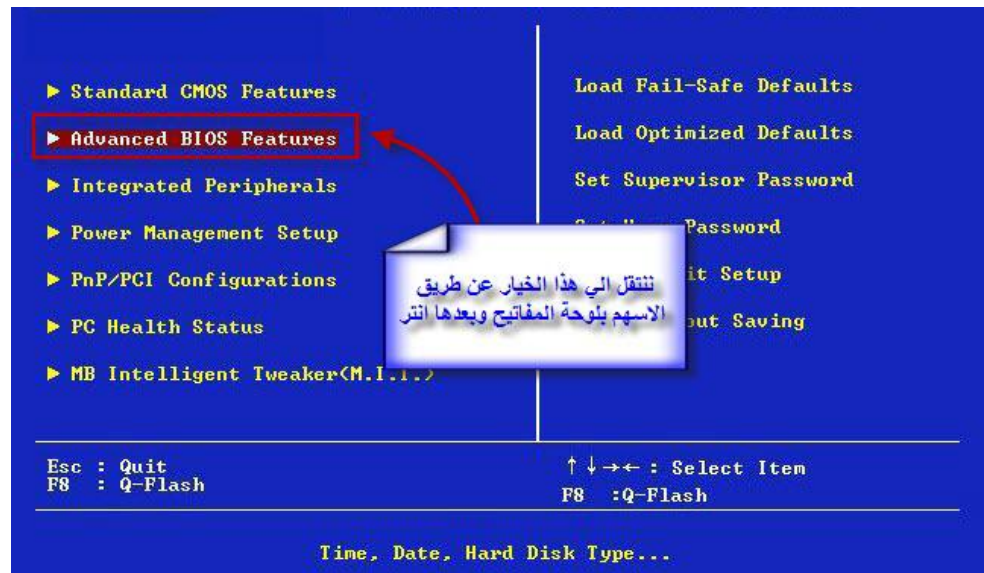 ▶ Standard CMOS Features
▶ Advanced BIOS Features
▶ Integrated Peripherals
▶ Power Management Setup
▶ PnP/PCI Configurations
▶ PC Health Status
▶ MB Intelligent Tweaker(M.I.T.)
Load Fail-Safe Defaults
Load Optimized Defaults
Set Supervisor Password
Password
it Setup
out Saving
ننتقل الي هذا الخيار عن طريق
الاسهم بلوحة المفاتيح وبعدها انتر
Esc : Quit
F8 : Q-Flash
↑↓→← : Select Item
F8 :Q-Flash
Time, Date, Hard Disk Type...